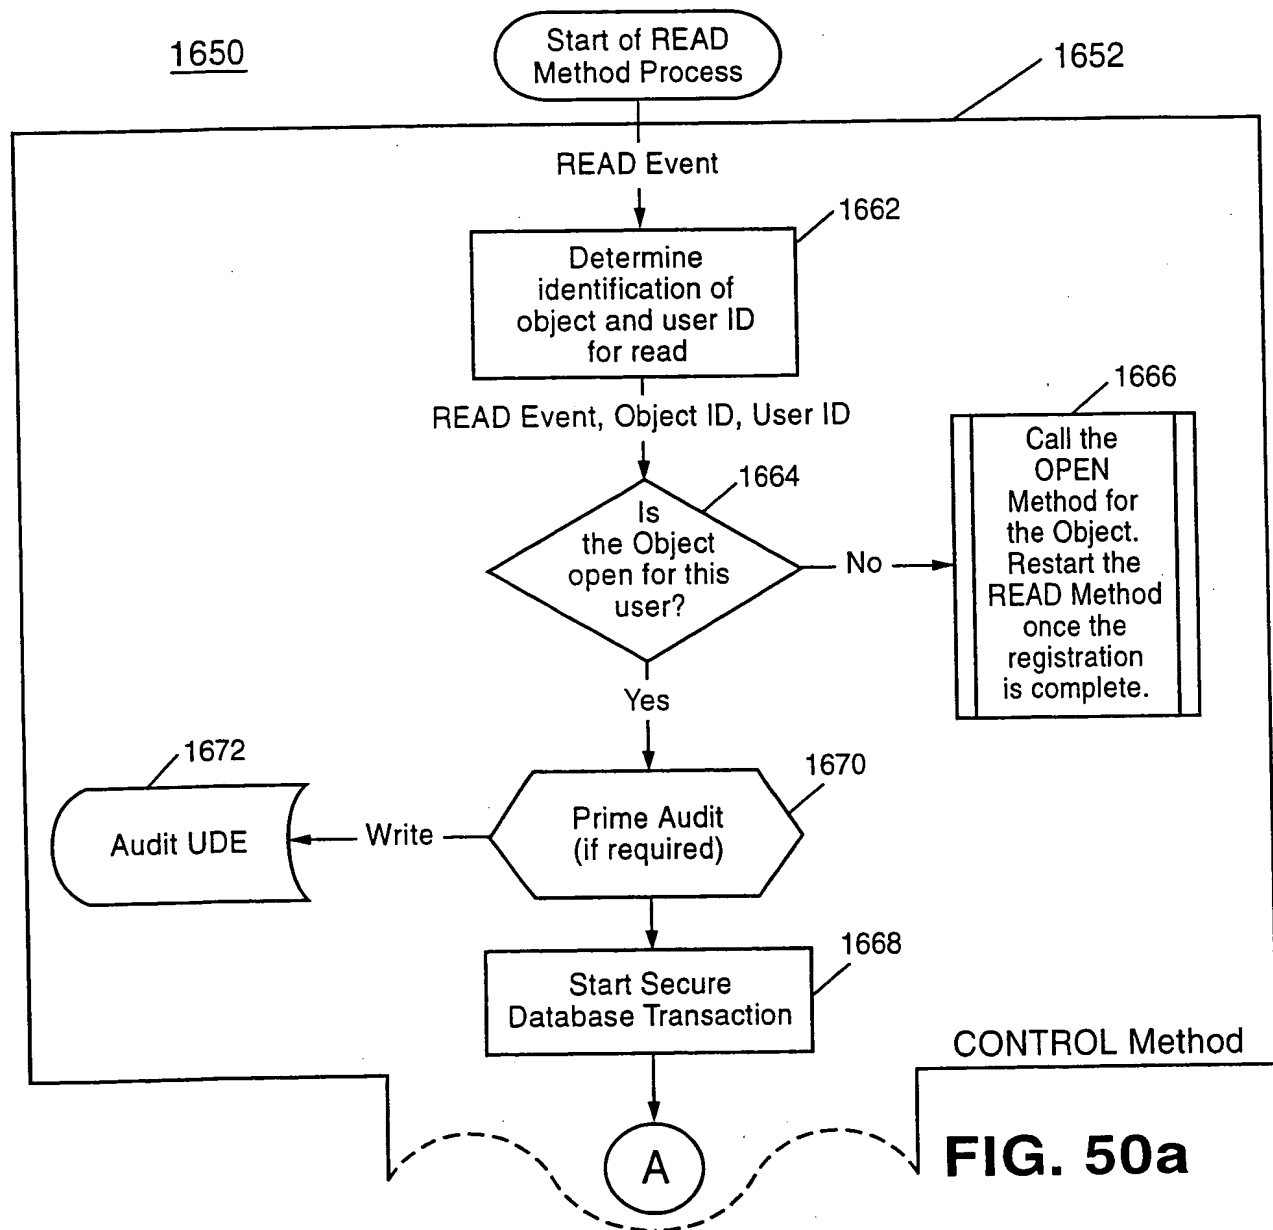 1650
Start of READ
Method Process
1652
READ Event
1662
Determine
identification of
object and user ID
for read
READ Event, Object ID, User ID
1666
Call the
OPEN
Method for
the Object.
Restart the
READ Method
once the
registration
is complete.
1664
Is
the Object
open for this
user?
No
Yes
1672
Audit UDE
Write
1670
Prime Audit
(if required)
1668
Start Secure
Database Transaction
CONTROL Method
A
FIG. 50a